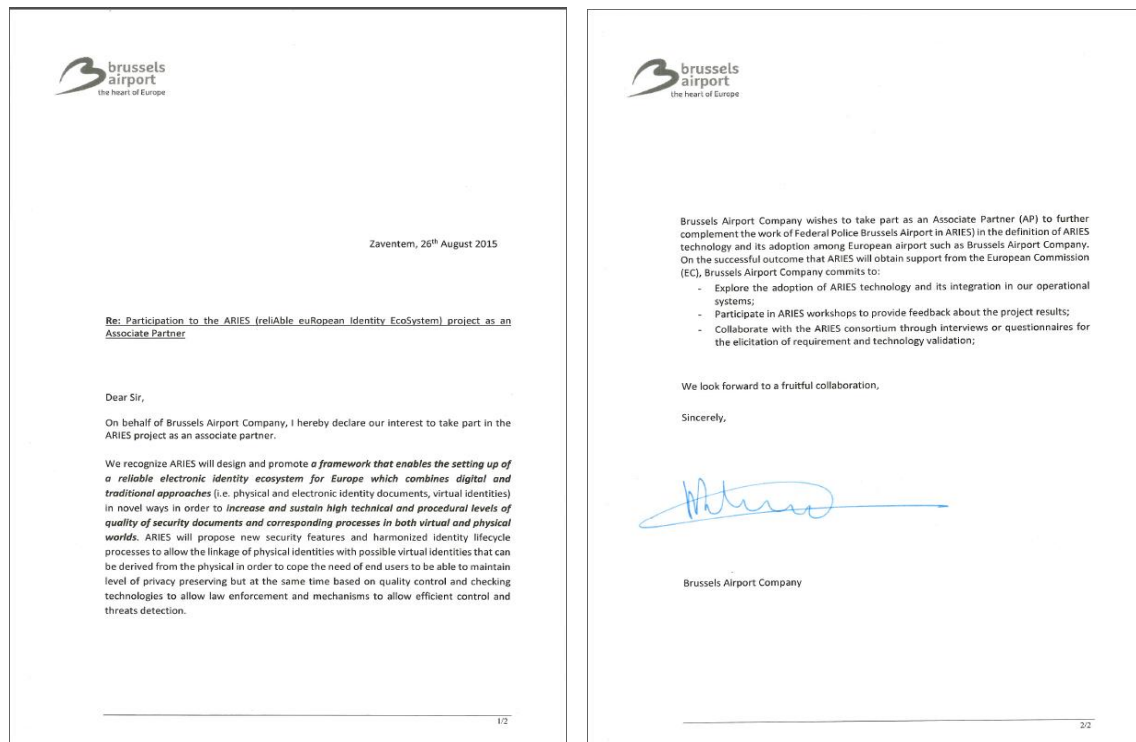 brussels
airport
the heart of Europe
Zaventem, 26th August 2015
Re: Participation to the ARIES (reliAble euRopean Identity EcoSystem) project as an
Associate Partner
Dear Sir,
On behalf of Brussels Airport Company, I hereby declare our interest to take part in the
ARIES project as an associate partner.
We recognize ARIES will design and promote a framework that enables the setting up of
a reliable electronic identity ecosystem for Europe which combines digital and
traditional approaches (i.e. physical and electronic identity documents, virtual identities)
in novel ways in order to increase and sustain high technical and procedural levels of
quality of security documents and corresponding processes in both virtual and physical
worlds. ARIES will propose new security features and harmonized identity lifecycle
processes to allow the linkage of physical identities with possible virtual identities that can
be derived from the physical in order to cope the need of end users to be able to maintain
level of privacy preserving but at the same time based on quality control and checking
technologies to allow law enforcement and mechanisms to allow efficient control and
threats detection.
1/2
brussels
airport
the heart of Europe
Brussels Airport Company wishes to take part as an Associate Partner (AP) to further
complement the work of Federal Police Brussels Airport in ARIES) in the definition of ARIES
technology and its adoption among European airport such as Brussels Airport Company.
On the successful outcome that ARIES will obtain support from the European Commission
(EC), Brussels Airport Company commits to:
- Explore the adoption of ARIES technology and its integration in our operational
systems;
- Participate in ARIES workshops to provide feedback about the project results;
- Collaborate with the ARIES consortium through interviews or questionnaires for
the elicitation of requirement and technology validation;
We look forward to a fruitful collaboration,
Sincerely,
Brussels Airport Company
2/2